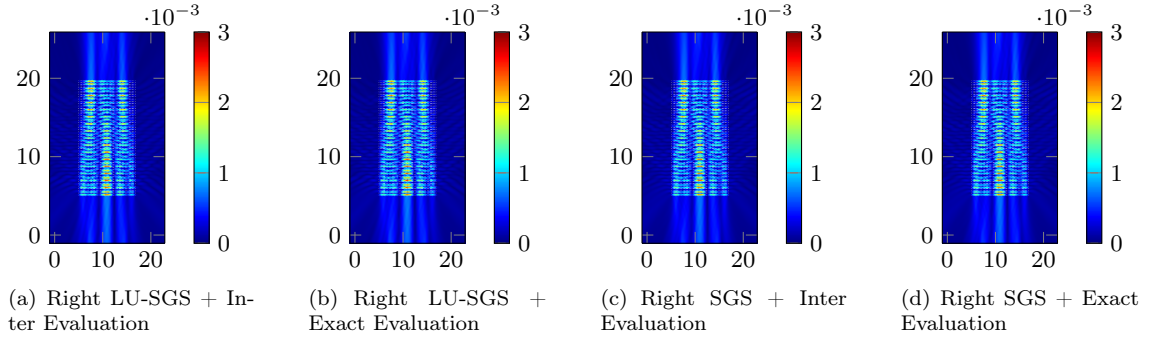 ·10⁻³ ·10⁻³ ·10⁻³ ·10⁻³
3 3 3 3
20 20 20 20
2 2 2 2
10 10 10 10
1 1 1 1
0 0 0 0 0 0 0 0
0 10 20 0 10 20 0 10 20 0 10 20
(a) Right LU-SGS + In-
ter Evaluation
(b) Right LU-SGS +
Exact Evaluation
(c) Right SGS + Inter
Evaluation
(d) Right SGS + Exact
Evaluation